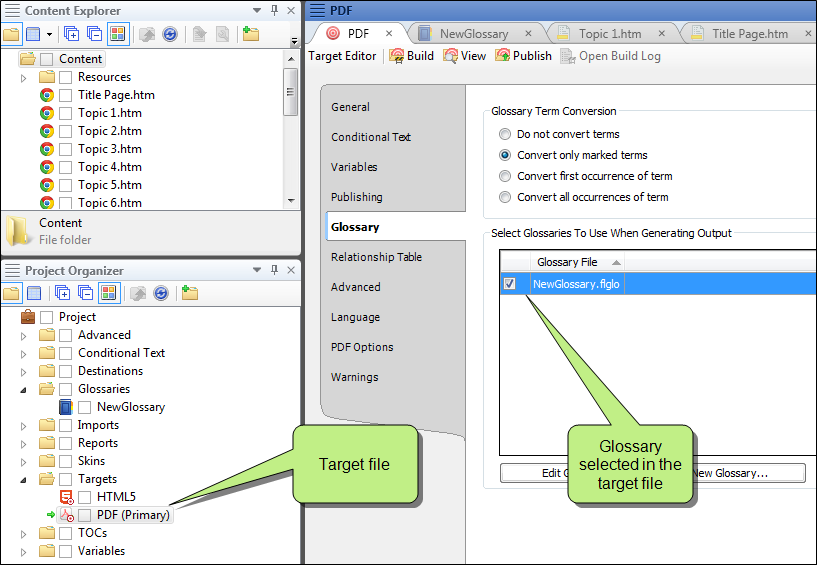 Content Explorer
Content
Resources
Title Page.htm
Topic 1.htm
Topic 2.htm
Topic 3.htm
Topic 4.htm
Topic 5.htm
Topic 6.htm
Content
File folder
Project Organizer
Project
Advanced
Conditional Text
Destinations
Glossaries
NewGlossary
Imports
Reports
Skins
Targets
HTML5
PDF (Primary)
TOCs
Variables
Target file
PDF
PDF NewGlossary Topic 1.htm Title Page.htm
Target Editor Build View Publish Open Build Log
General
Conditional Text
Variables
Publishing
Glossary
Relationship Table
Advanced
Language
PDF Options
Warnings
Glossary Term Conversion
Do not convert terms
Convert only marked terms
Convert first occurrence of term
Convert all occurrences of term
Select Glossaries To Use When Generating Output
Glossary File
NewGlossary.flglo
Edit
New Glossary...
Glossary
selected in the
target file